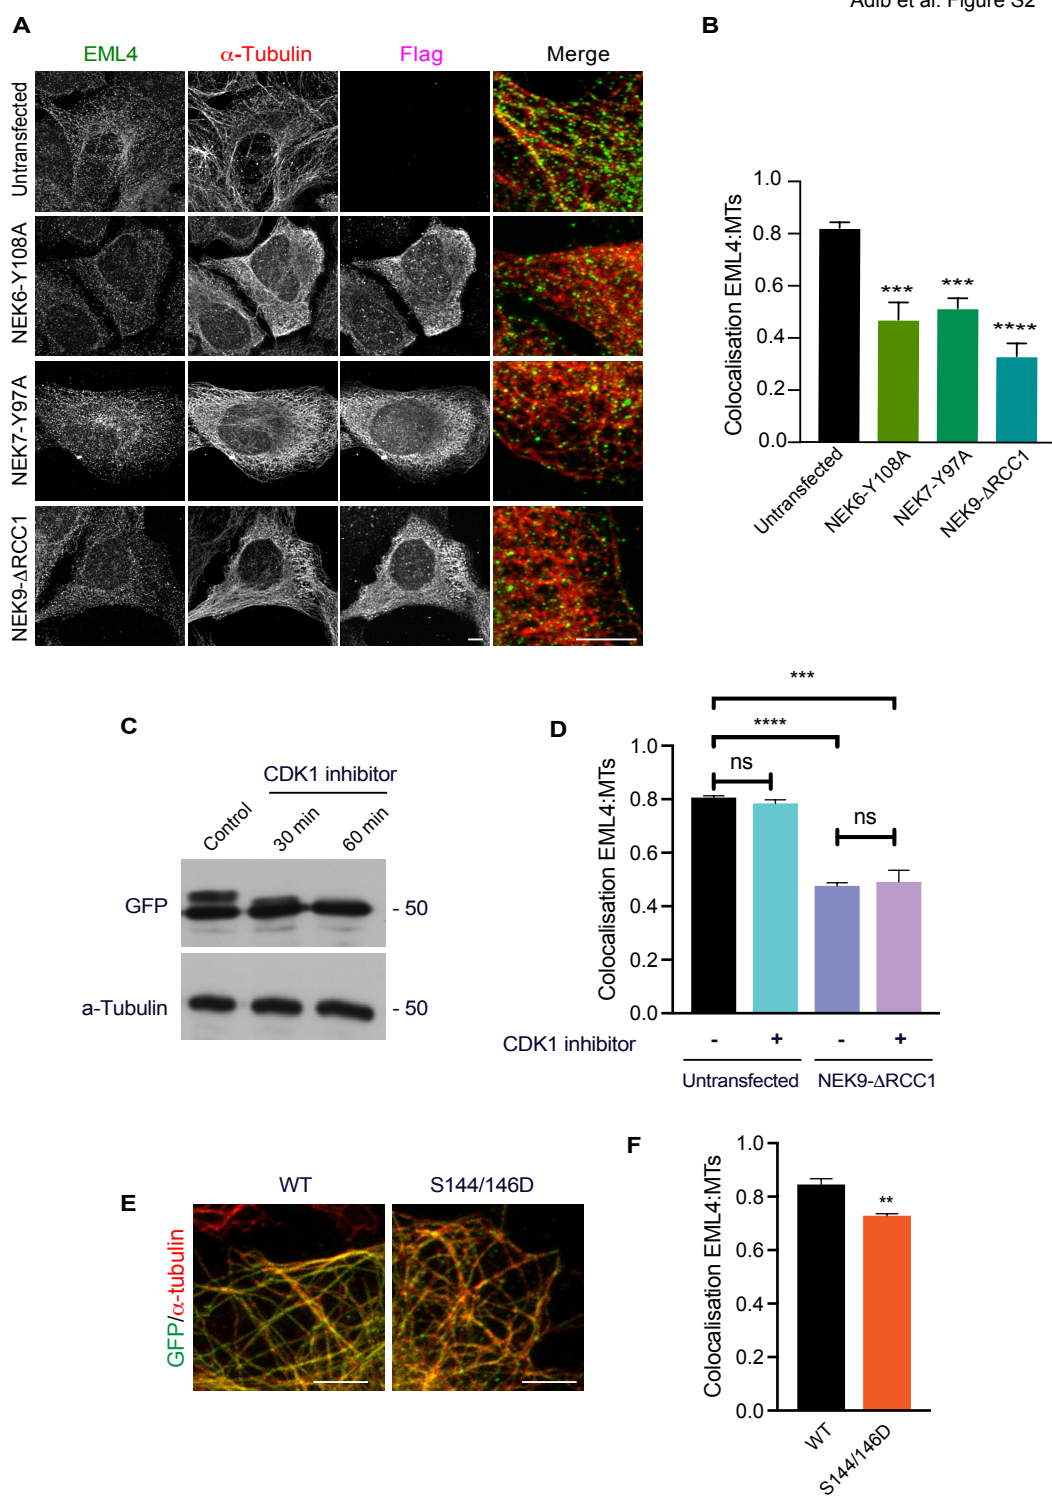 Adib et al. Figure S2
A
EML4 α-Tubulin Flag Merge
Untransfected
NEK6-Y108A
NEK7-Y97A
NEK9-ΔRCC1
B
Colocalisation EML4:MTs
1.0
0.8
0.6
0.4
0.2
0.0
*** *** ****
Untransfected
NEK6-Y108A
NEK7-Y97A
NEK9-ΔRCC1
C
CDK1 inhibitor
Control 30 min 60 min
GFP - 50
a-Tubulin - 50
D
Colocalisation EML4:MTs
1.0
0.8
0.6
0.4
0.2
0.0
***
****
ns
ns
CDK1 inhibitor - + - +
Untransfected NEK9-ΔRCC1
E
WT S144/146D
GFP/α-tubulin
F
Colocalisation EML4:MTs
1.0
0.8
0.6
0.4
0.2
0.0
**
WT
S144/146D